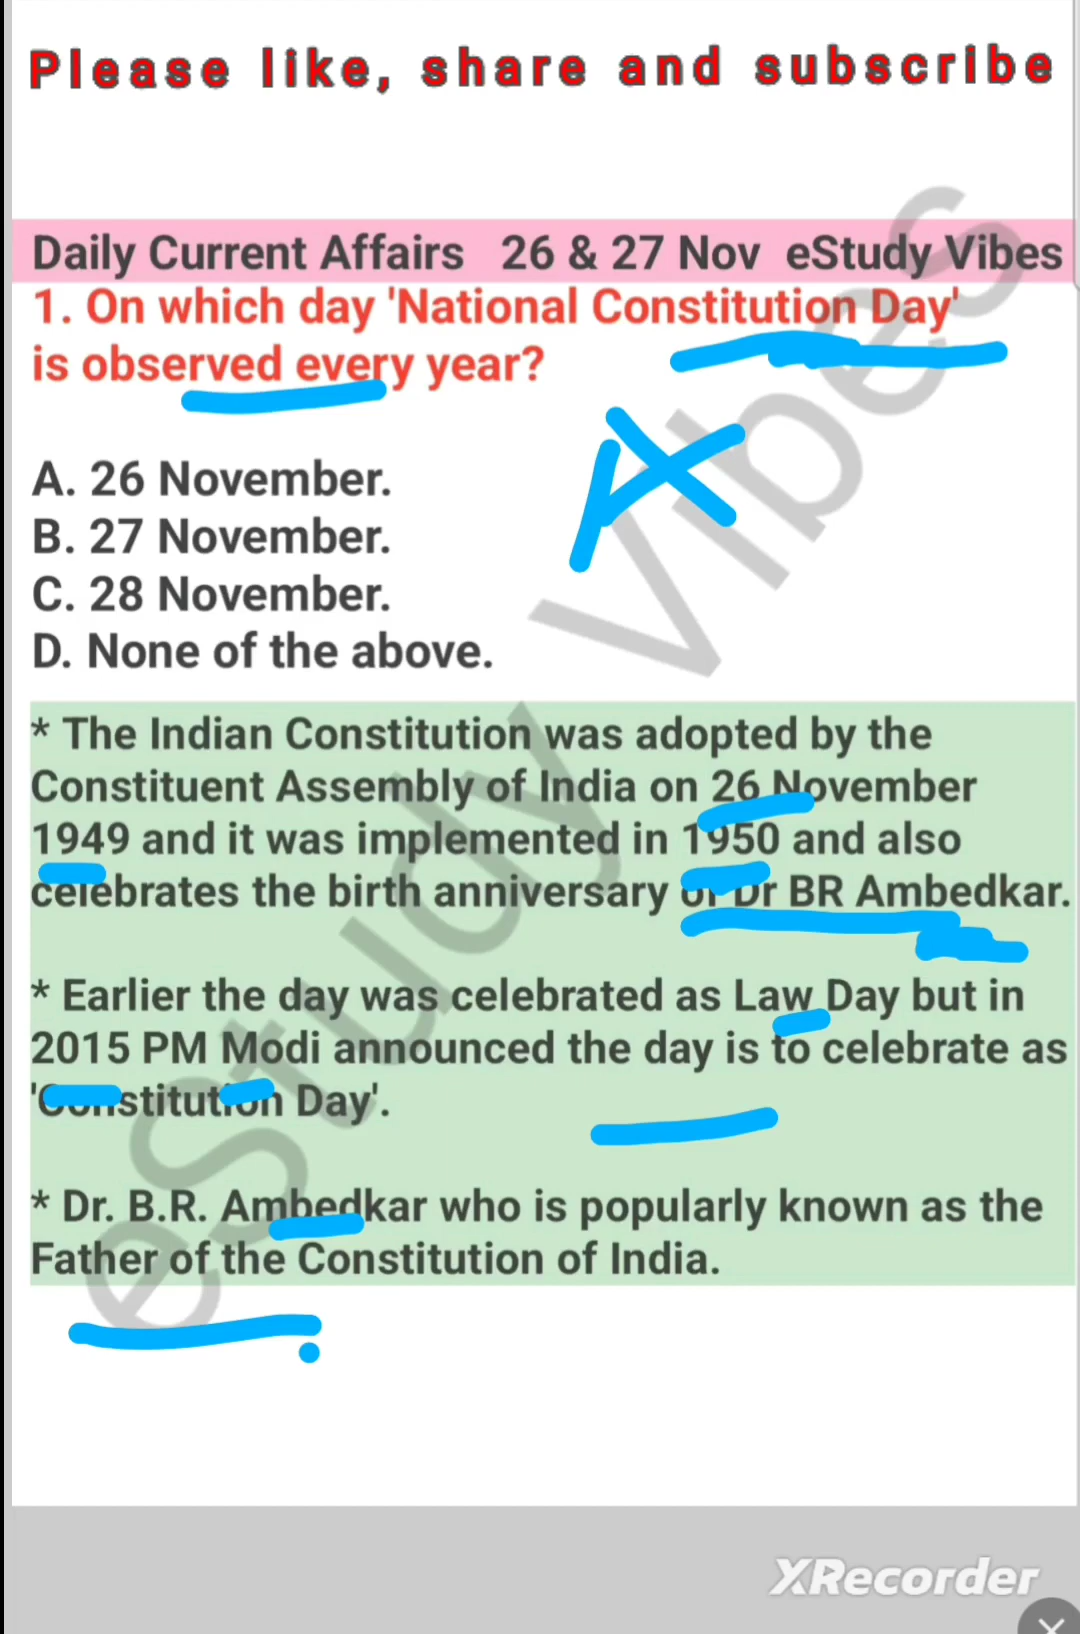 Please like, share and subscribe
Daily Current Affairs 26 & 27 Nov eStudy Vibes
1. On which day 'National Constitution Day'
is observed every year?
A. 26 November.
B. 27 November.
C. 28 November.
D. None of the above.
* The Indian Constitution was adopted by the
Constituent Assembly of India on 26 November
1949 and it was implemented in 1950 and also
celebrates the birth anniversary of Dr BR Ambedkar.
* Earlier the day was celebrated as Law Day but in
2015 PM Modi announced the day is to celebrate as
'Constitution Day'.
* Dr. B.R. Ambedkar who is popularly known as the
Father of the Constitution of India.
eStudy Vibes
XRecorder